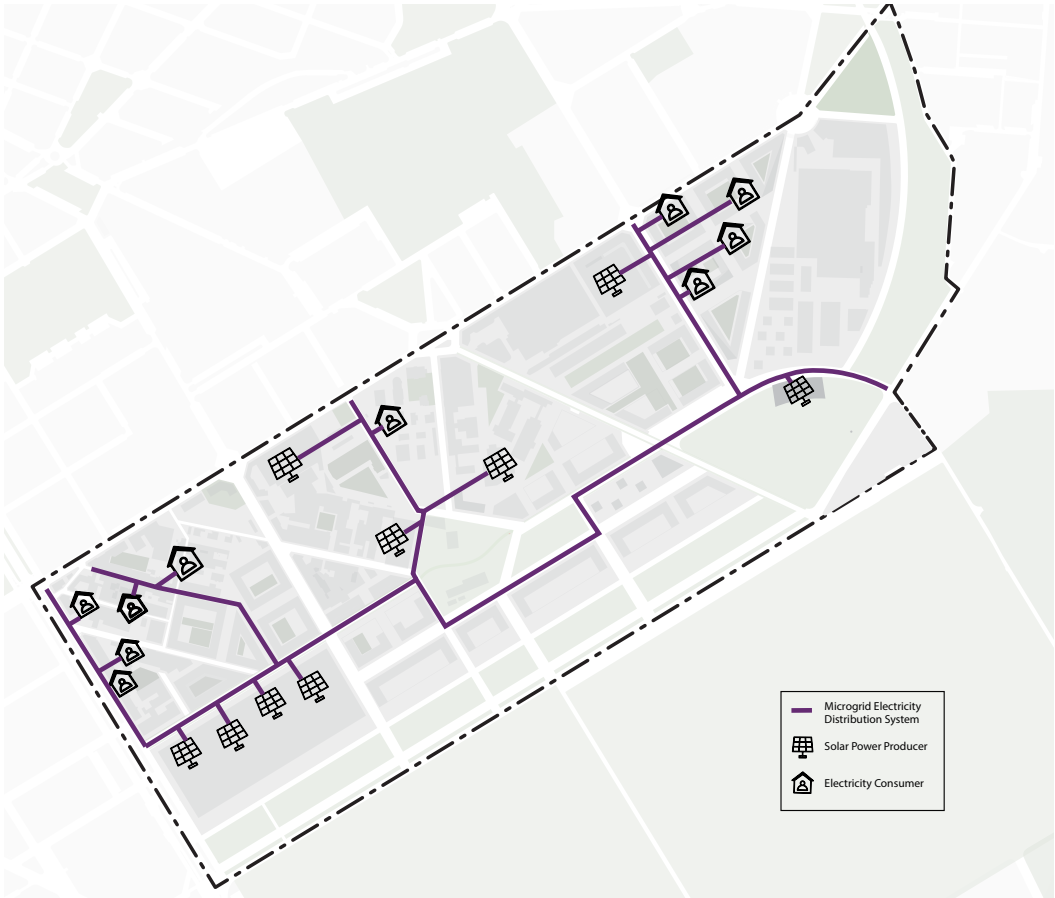 Microgrid Electricity
Distribution System
Solar Power Producer
Electricity Consumer